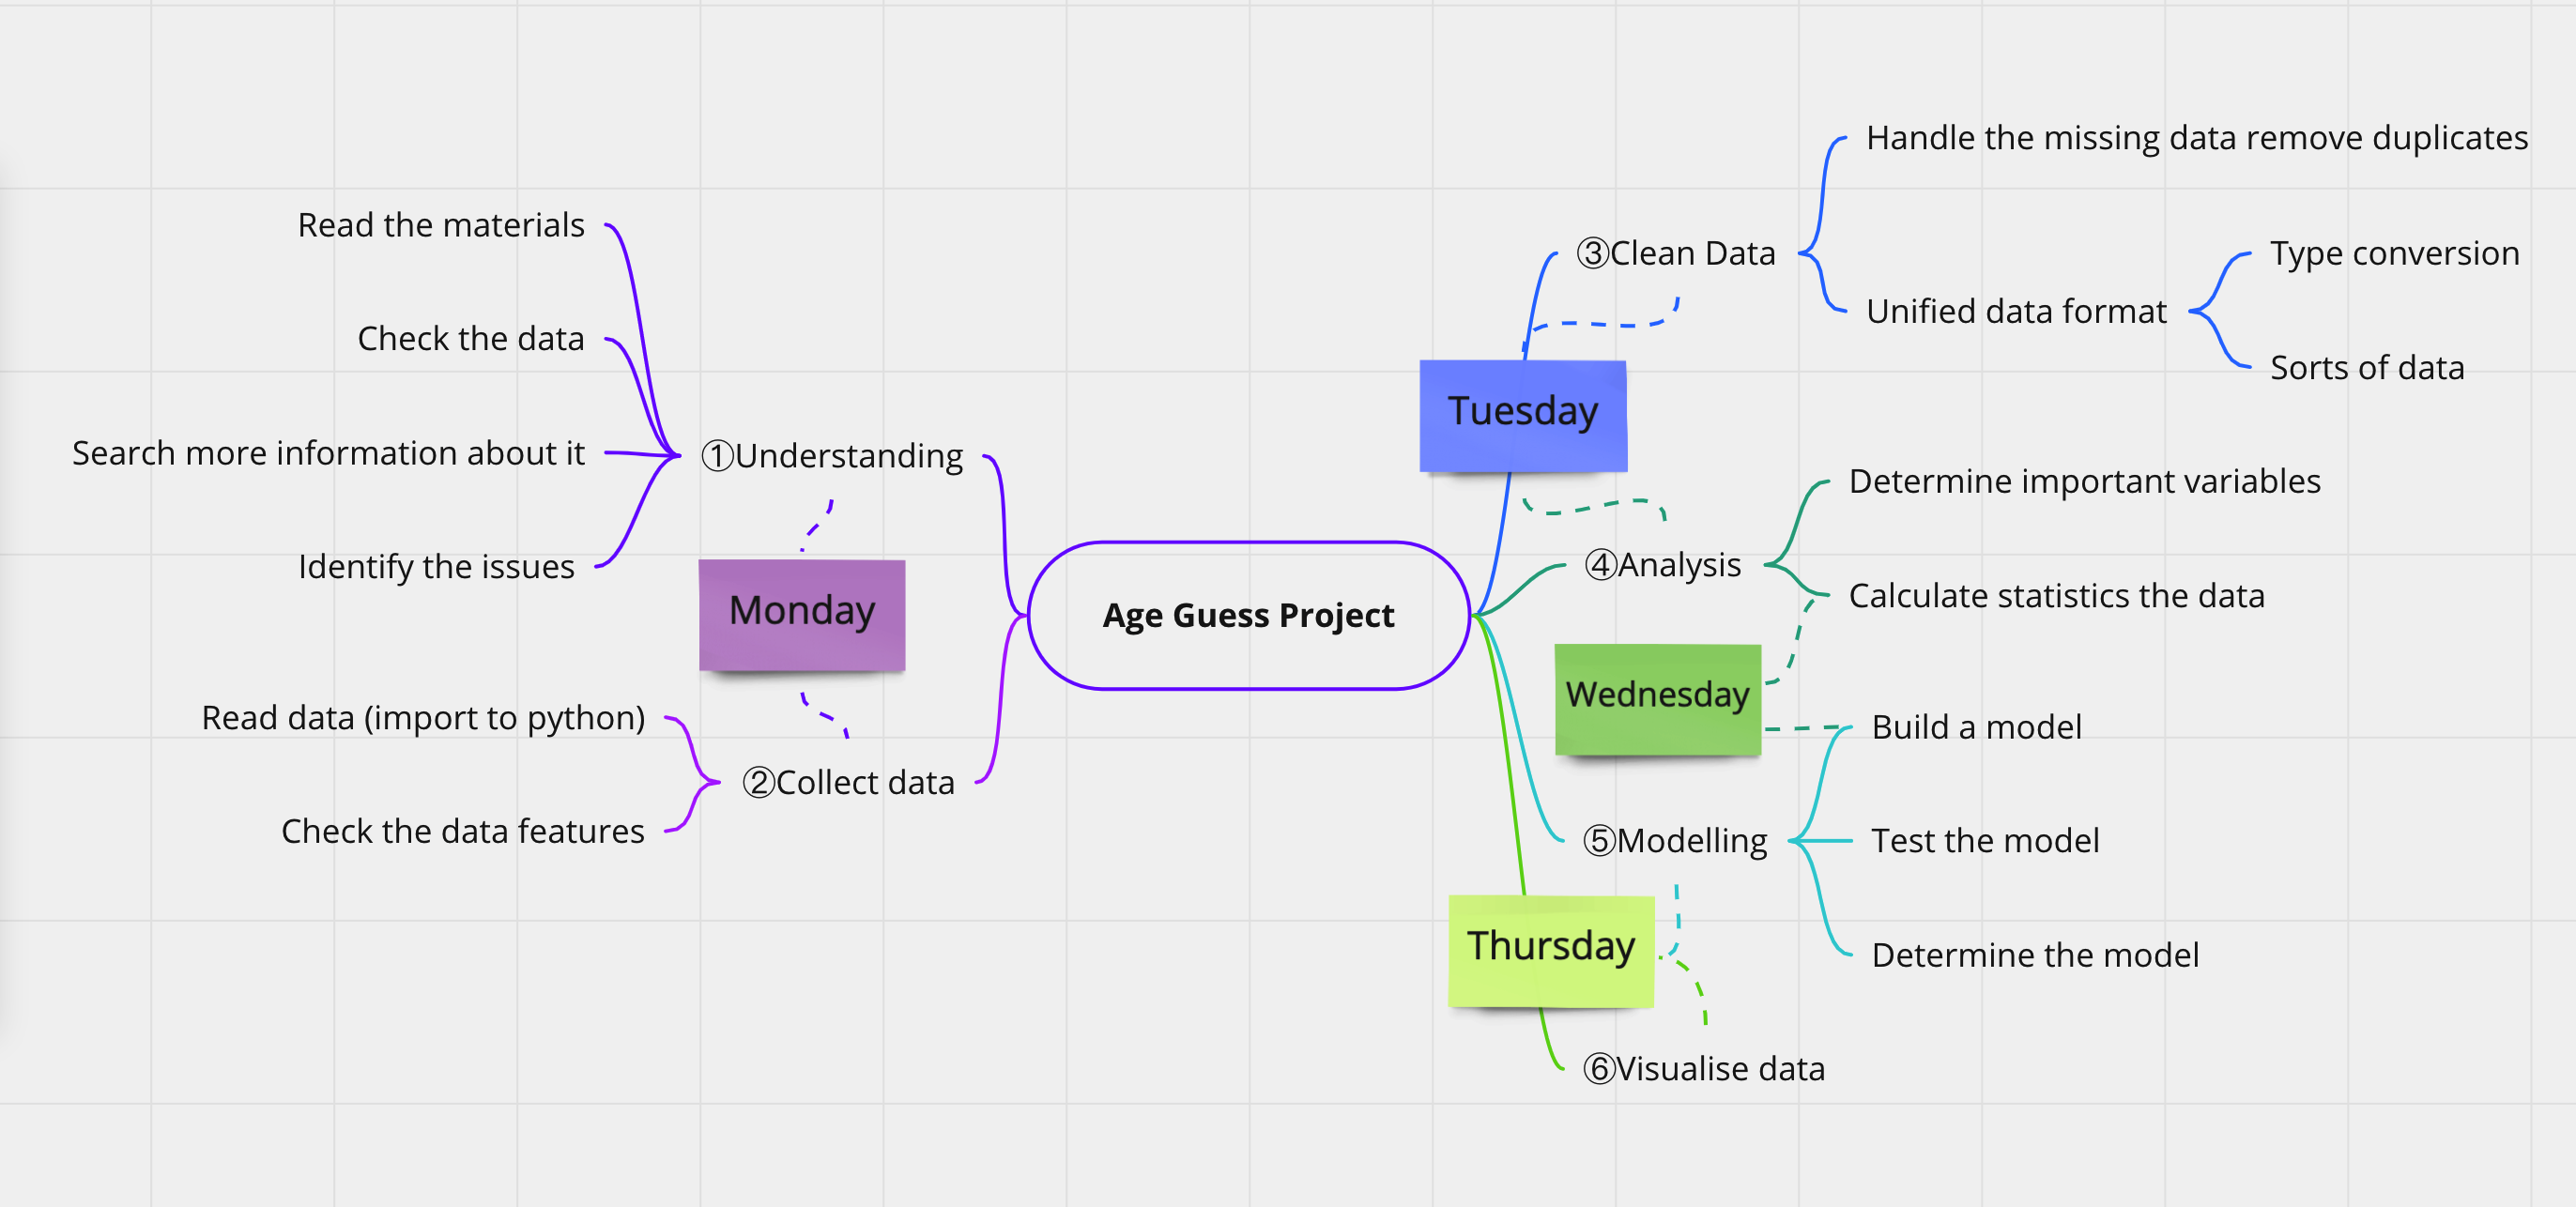 Age Guess Project
①Understanding
Read the materials
Check the data
Search more information about it
Identify the issues
Monday
②Collect data
Read data (import to python)
Check the data features
③Clean Data
Handle the missing data remove duplicates
Unified data format
Type conversion
Sorts of data
Tuesday
④Analysis
Determine important variables
Calculate statistics the data
Wednesday
⑤Modelling
Build a model
Test the model
Determine the model
Thursday
⑥Visualise data